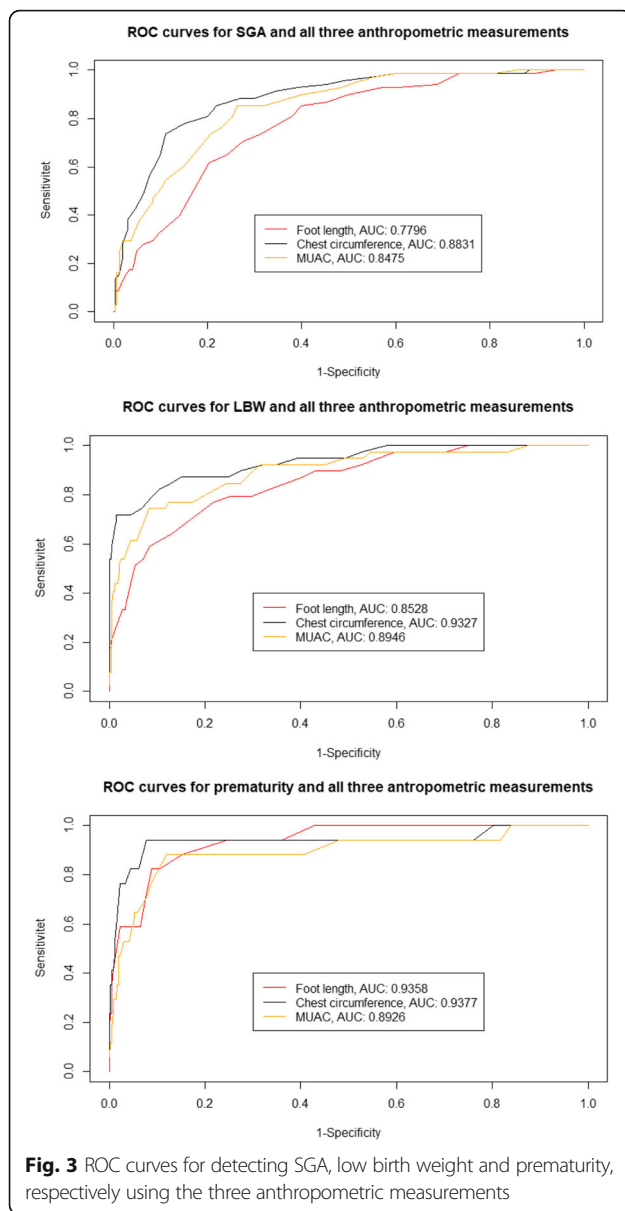 ROC curves for SGA and all three anthropometric measurements
1.0
0.8
0.6
0.4
0.2
0.0
Sensitivitet
Foot length, AUC: 0.7796
Chest circumference, AUC: 0.8831
MUAC, AUC: 0.8475
0.0 0.2 0.4 0.6 0.8 1.0
1-Specificity
ROC curves for LBW and all three anthropometric measurements
1.0
0.8
0.6
0.4
0.2
0.0
Sensitivitet
Foot length, AUC: 0.8528
Chest circumference, AUC: 0.9327
MUAC, AUC: 0.8946
0.0 0.2 0.4 0.6 0.8 1.0
1-Specificity
ROC curves for prematurity and all three antropometric measurements
1.0
0.8
0.6
0.4
0.2
0.0
Sensitivitet
Foot length, AUC: 0.9358
Chest circumference, AUC: 0.9377
MUAC, AUC: 0.8926
0.0 0.2 0.4 0.6 0.8 1.0
1-Specificity
Fig. 3 ROC curves for detecting SGA, low birth weight and prematurity,
respectively using the three anthropometric measurements